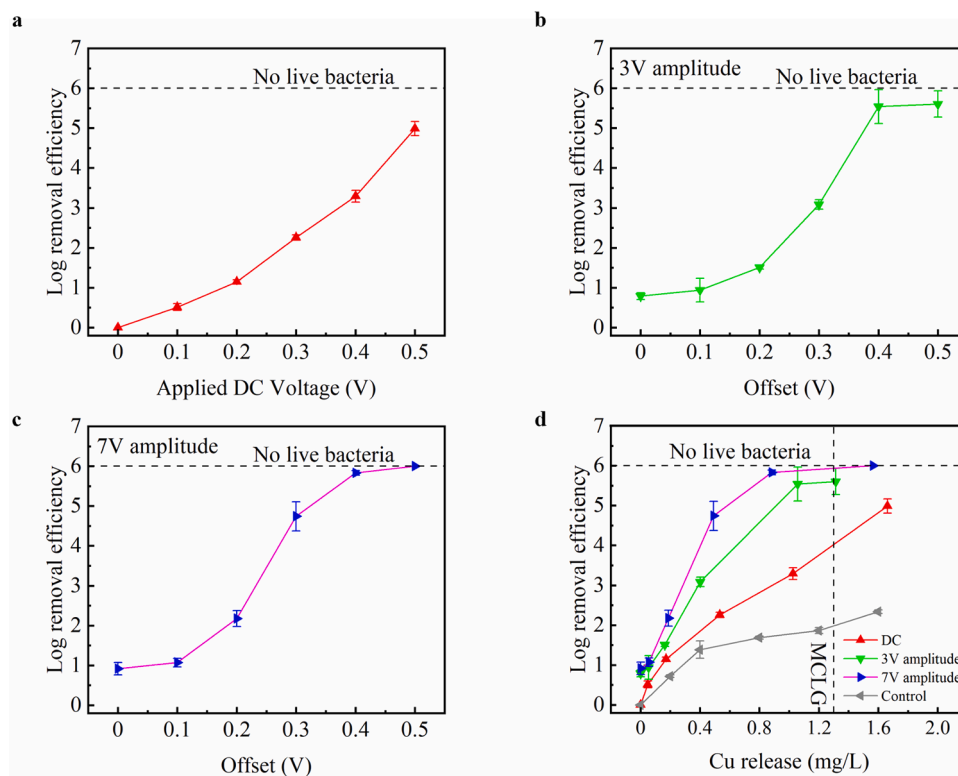 a
7
6
5
4
3
2
1
0
No live bacteria
Log removal efficiency
0 0.1 0.2 0.3 0.4 0.5
Applied DC Voltage (V)
b
7
6
5
4
3
2
1
0
3V amplitude
No live bacteria
Log removal efficiency
0 0.1 0.2 0.3 0.4 0.5
Offset (V)
c
7
6
5
4
3
2
1
0
7V amplitude
No live bacteria
Log removal efficiency
0 0.1 0.2 0.3 0.4 0.5
Offset (V)
d
7
6
5
4
3
2
1
0
No live bacteria
Log removal efficiency
MCLG
DC
3V amplitude
7V amplitude
Control
0 0.4 0.8 1.2 1.6 2.0
Cu release (mg/L)